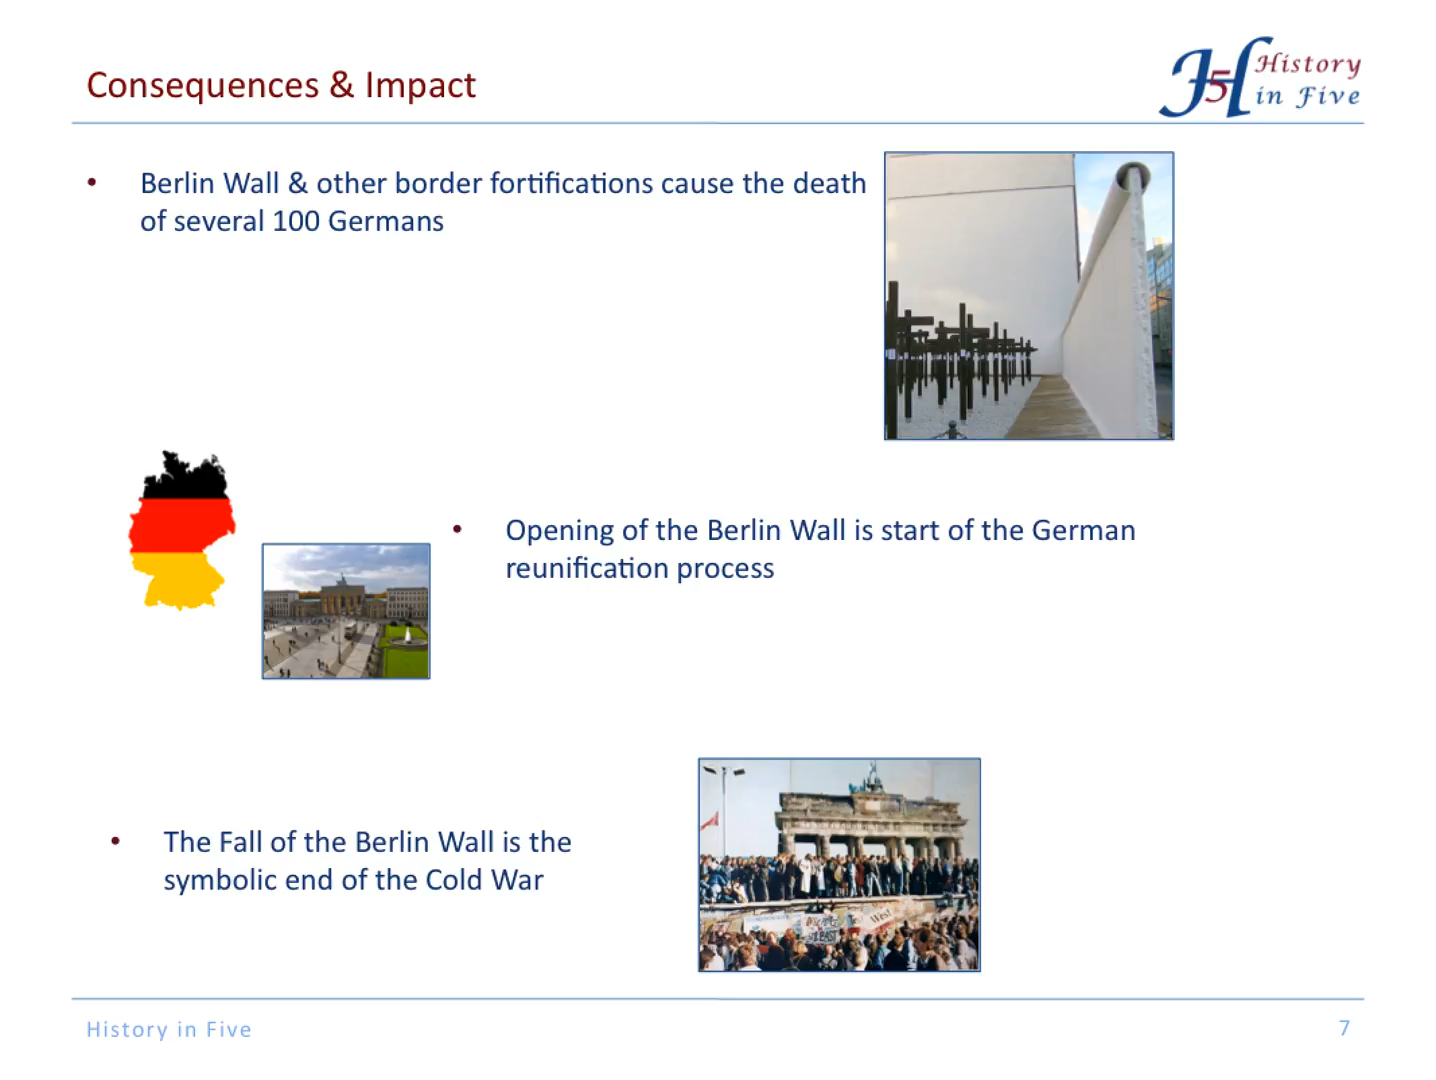 Consequences & Impact
H5 History
in Five
• Berlin Wall & other border fortifications cause the death
of several 100 Germans
• Opening of the Berlin Wall is start of the German
reunification process
• The Fall of the Berlin Wall is the
symbolic end of the Cold War
West
History in Five
7